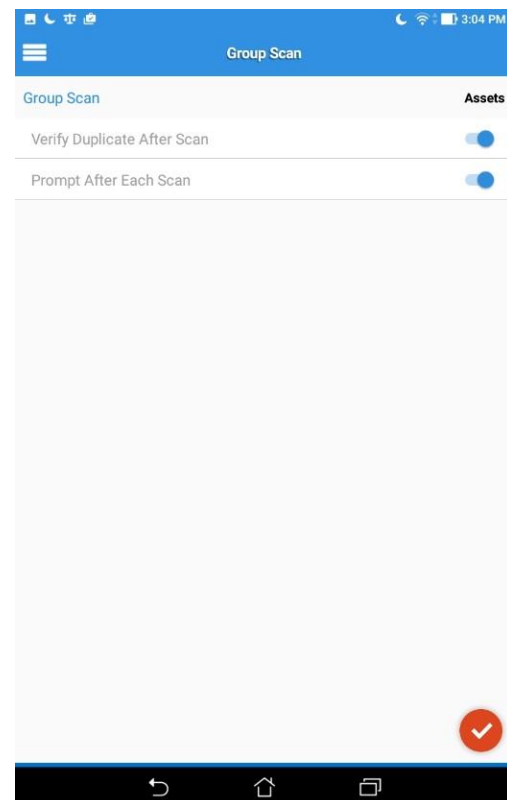 3:04 PM
Group Scan
Group Scan Assets
Verify Duplicate After Scan
Prompt After Each Scan